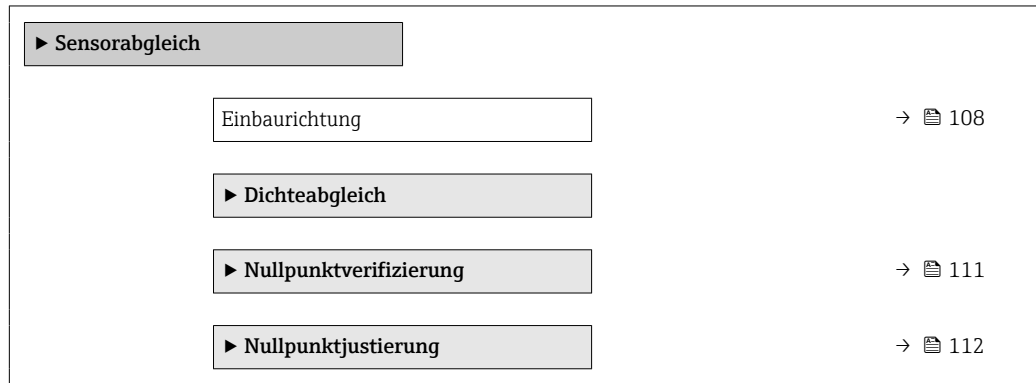 ▶ Sensorabgleich
Einbaurichtung → 108
▶ Dichteabgleich
▶ Nullpunktverifizierung → 111
▶ Nullpunktjustierung → 112